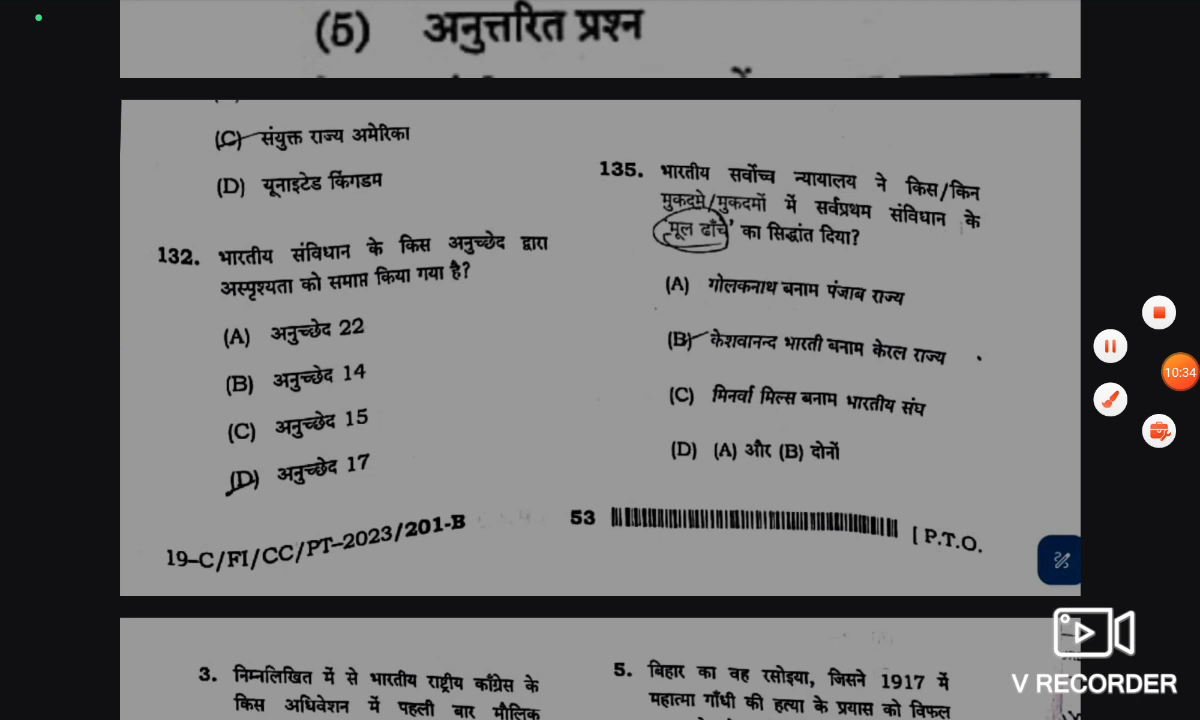 (5) अनुत्तरित प्रश्न
(C) संयुक्त राज्य अमेरिका
(D) यूनाइटेड किंगडम
132. भारतीय संविधान के किस अनुच्छेद द्वारा
अस्पृश्यता को समाप्त किया गया है?
(A) अनुच्छेद 22
(B) अनुच्छेद 14
(C) अनुच्छेद 15
(D) अनुच्छेद 17
135. भारतीय सर्वोच्च न्यायालय ने किस/किन
मुकदमे/मुकदमों में सर्वप्रथम संविधान के
'मूल ढाँचे' का सिद्धांत दिया?
(A) गोलकनाथ बनाम पंजाब राज्य
(B) केशवानन्द भारती बनाम केरल राज्य
(C) मिनर्वा मिल्स बनाम भारतीय संघ
(D) (A) और (B) दोनों
19–C/FI/CC/PT–2023/201-B
53
[ P.T.O.
3. निम्नलिखित में से भारतीय राष्ट्रीय काँग्रेस के
किस अधिवेशन में पहली बार मौलिक
5. बिहार का वह रसोइया, जिसने 1917 में
महात्मा गाँधी की हत्या के प्रयास को विफल
10:34
V RECORDER